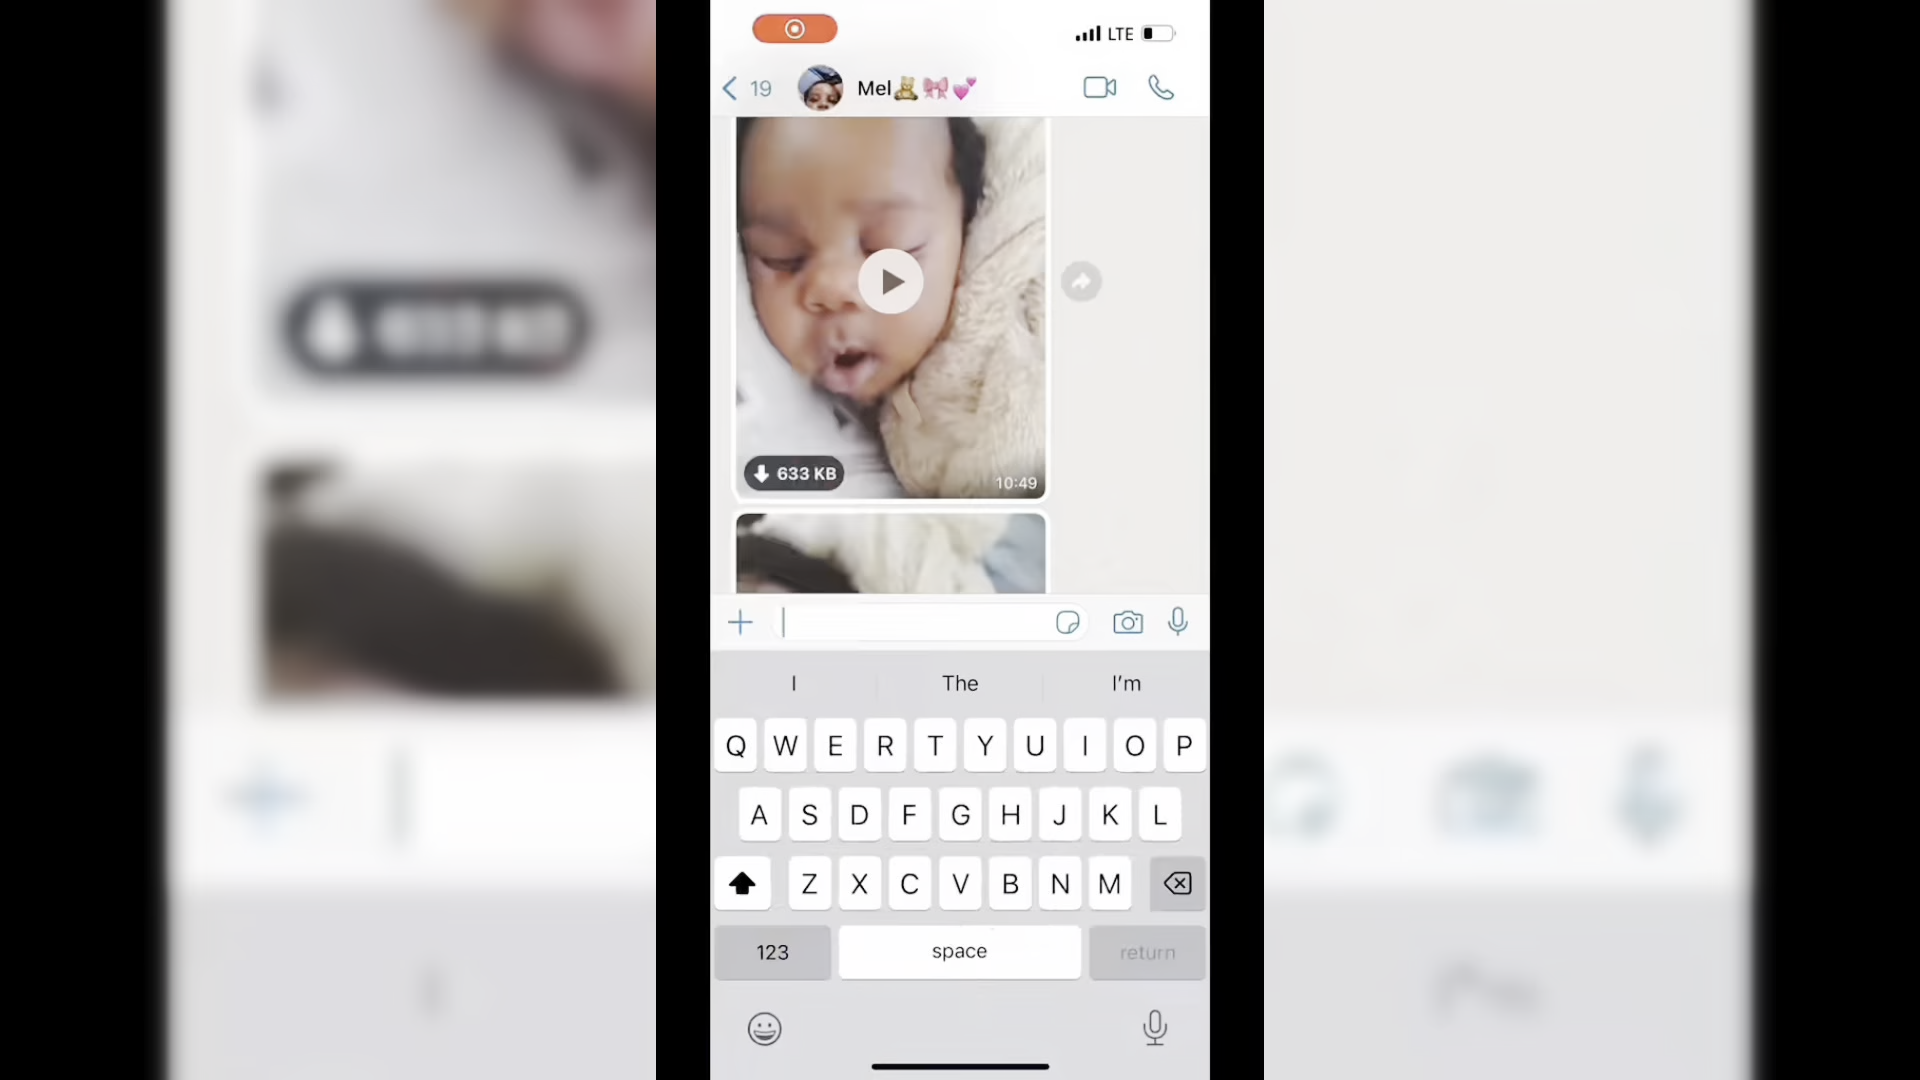 LTE
19 Mel🧸🎀💕
633 KB
10:49
I The I'm
Q W E R T Y U I O P
A S D F G H J K L
Z X C V B N M
123 space return